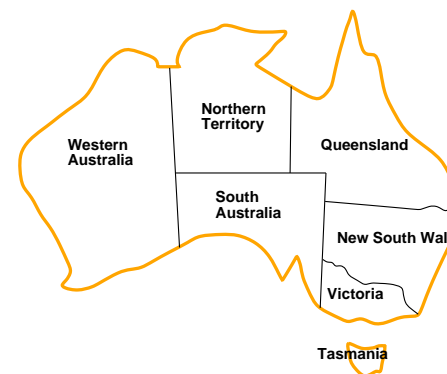 Northern
Territory
Western
Australia
Queensland
South
Australia
New South Wal
Victoria
Tasmania